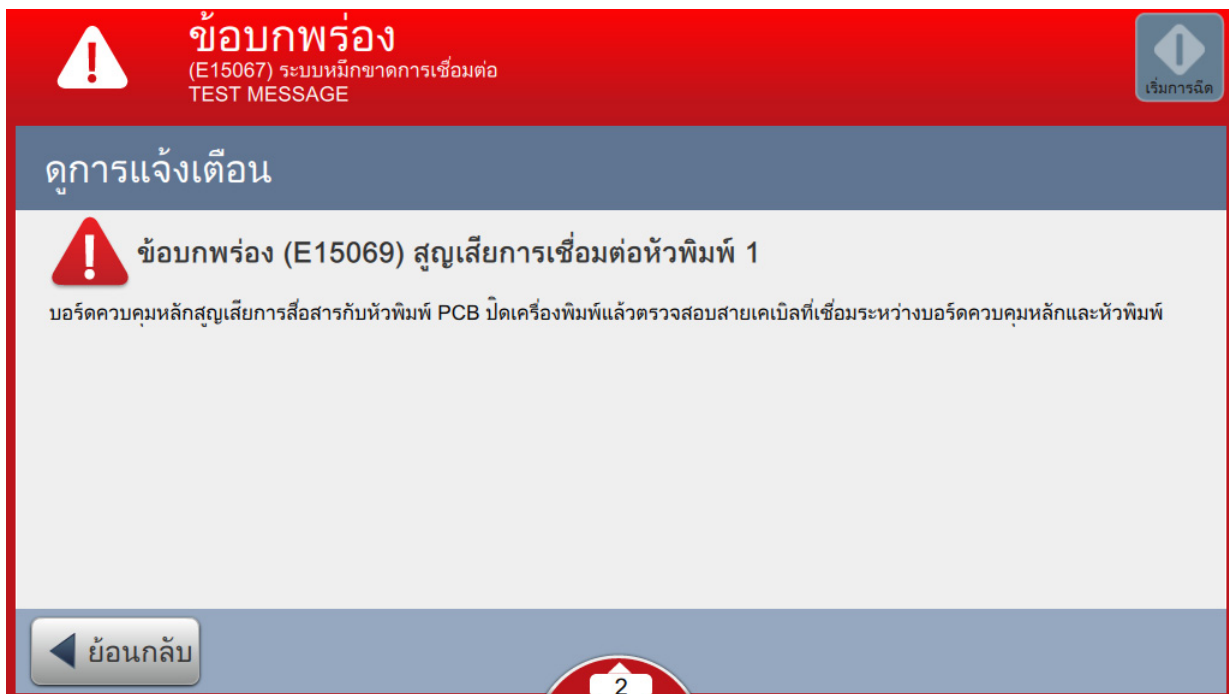 ข้อบกพร่อง
(E15067) ระบบหมึกขาดการเชื่อมต่อ
TEST MESSAGE
เริ่มการฉีด
ดูการแจ้งเตือน
ข้อบกพร่อง (E15069) สูญเสียการเชื่อมต่อหัวพิมพ์ 1
บอร์ดควบคุมหลักสูญเสียการสื่อสารกับหัวพิมพ์ PCB ปิดเครื่องพิมพ์แล้วตรวจสอบสายเคเบิลที่เชื่อมระหว่างบอร์ดควบคุมหลักและหัวพิมพ์
ย้อนกลับ
2